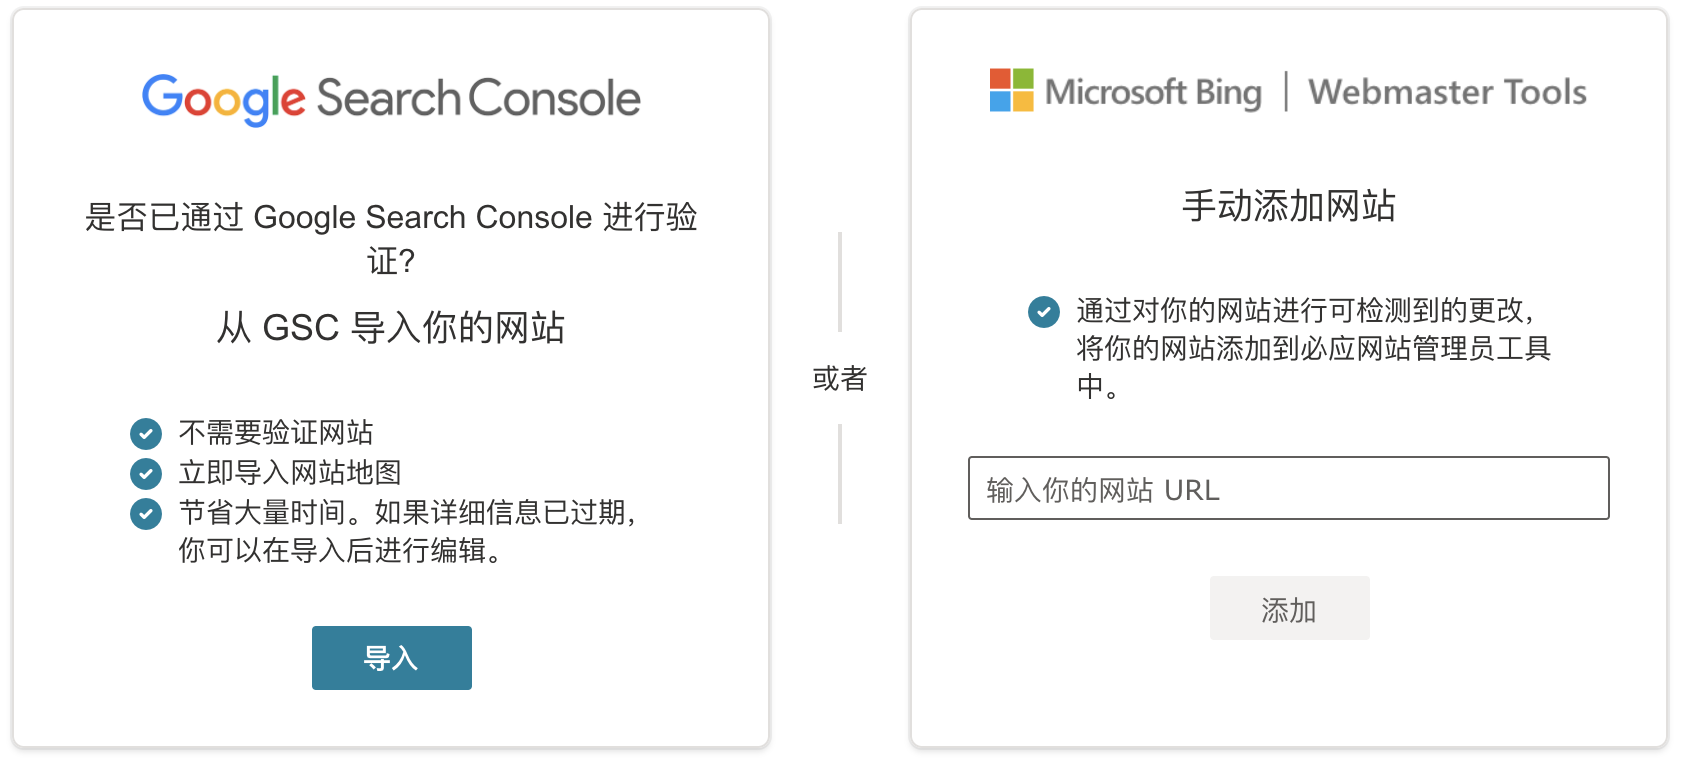 Google Search Console
是否已通过 Google Search Console 进行验
证?
从 GSC 导入你的网站
不需要验证网站
立即导入网站地图
节省大量时间。如果详细信息已过期，
你可以在导入后进行编辑。
导入
或者
Microsoft Bing | Webmaster Tools
手动添加网站
通过对你的网站进行可检测到的更改，
将你的网站添加到必应网站管理员工具
中。
输入你的网站 URL
添加